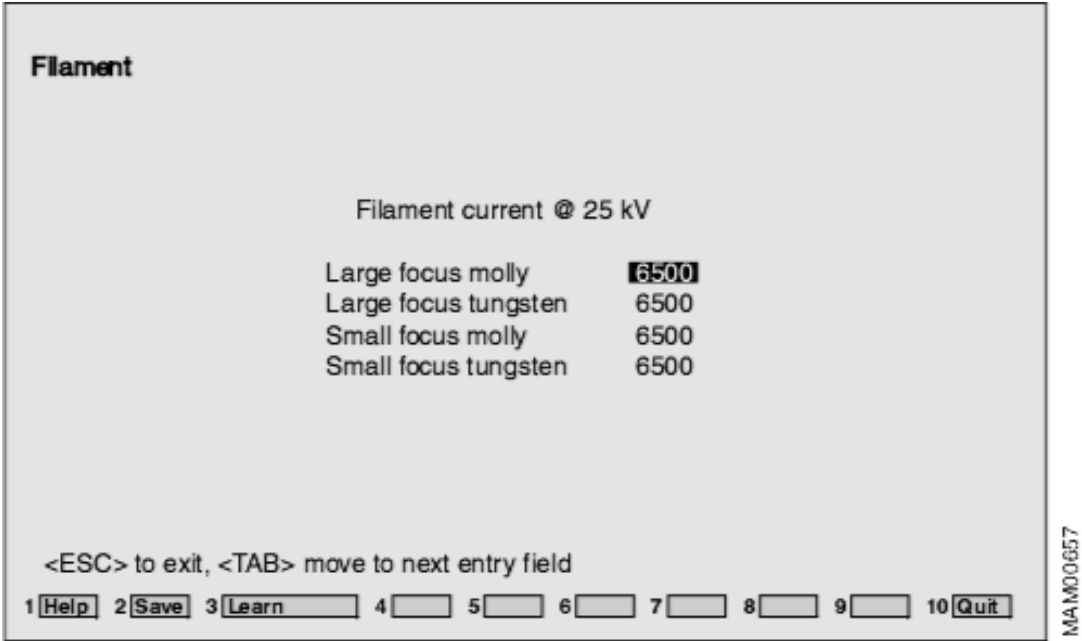 Filament
Filament current @ 25 kV
Large focus molly 6500
Large focus tungsten 6500
Small focus molly 6500
Small focus tungsten 6500
<ESC> to exit, <TAB> move to next entry field
1 Help 2 Save 3 Learn 4 5 6 7 8 9 10 Quit
MAM00657